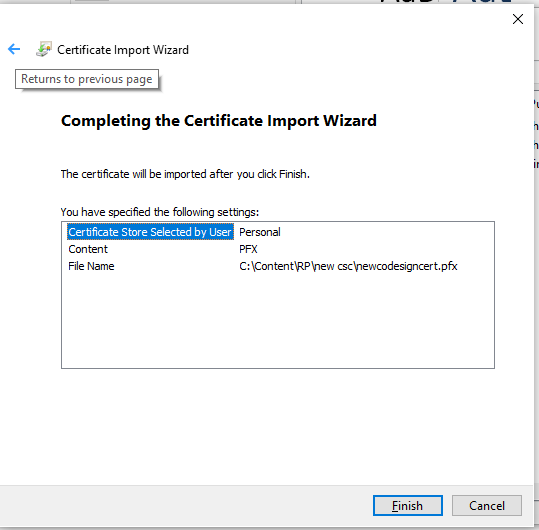 Certificate Import Wizard
Returns to previous page
Completing the Certificate Import Wizard
The certificate will be imported after you click Finish.
You have specified the following settings:
Certificate Store Selected by User Personal
Content PFX
File Name C:\Content\RP\new csc\newcodesigncert.pfx
Finish Cancel